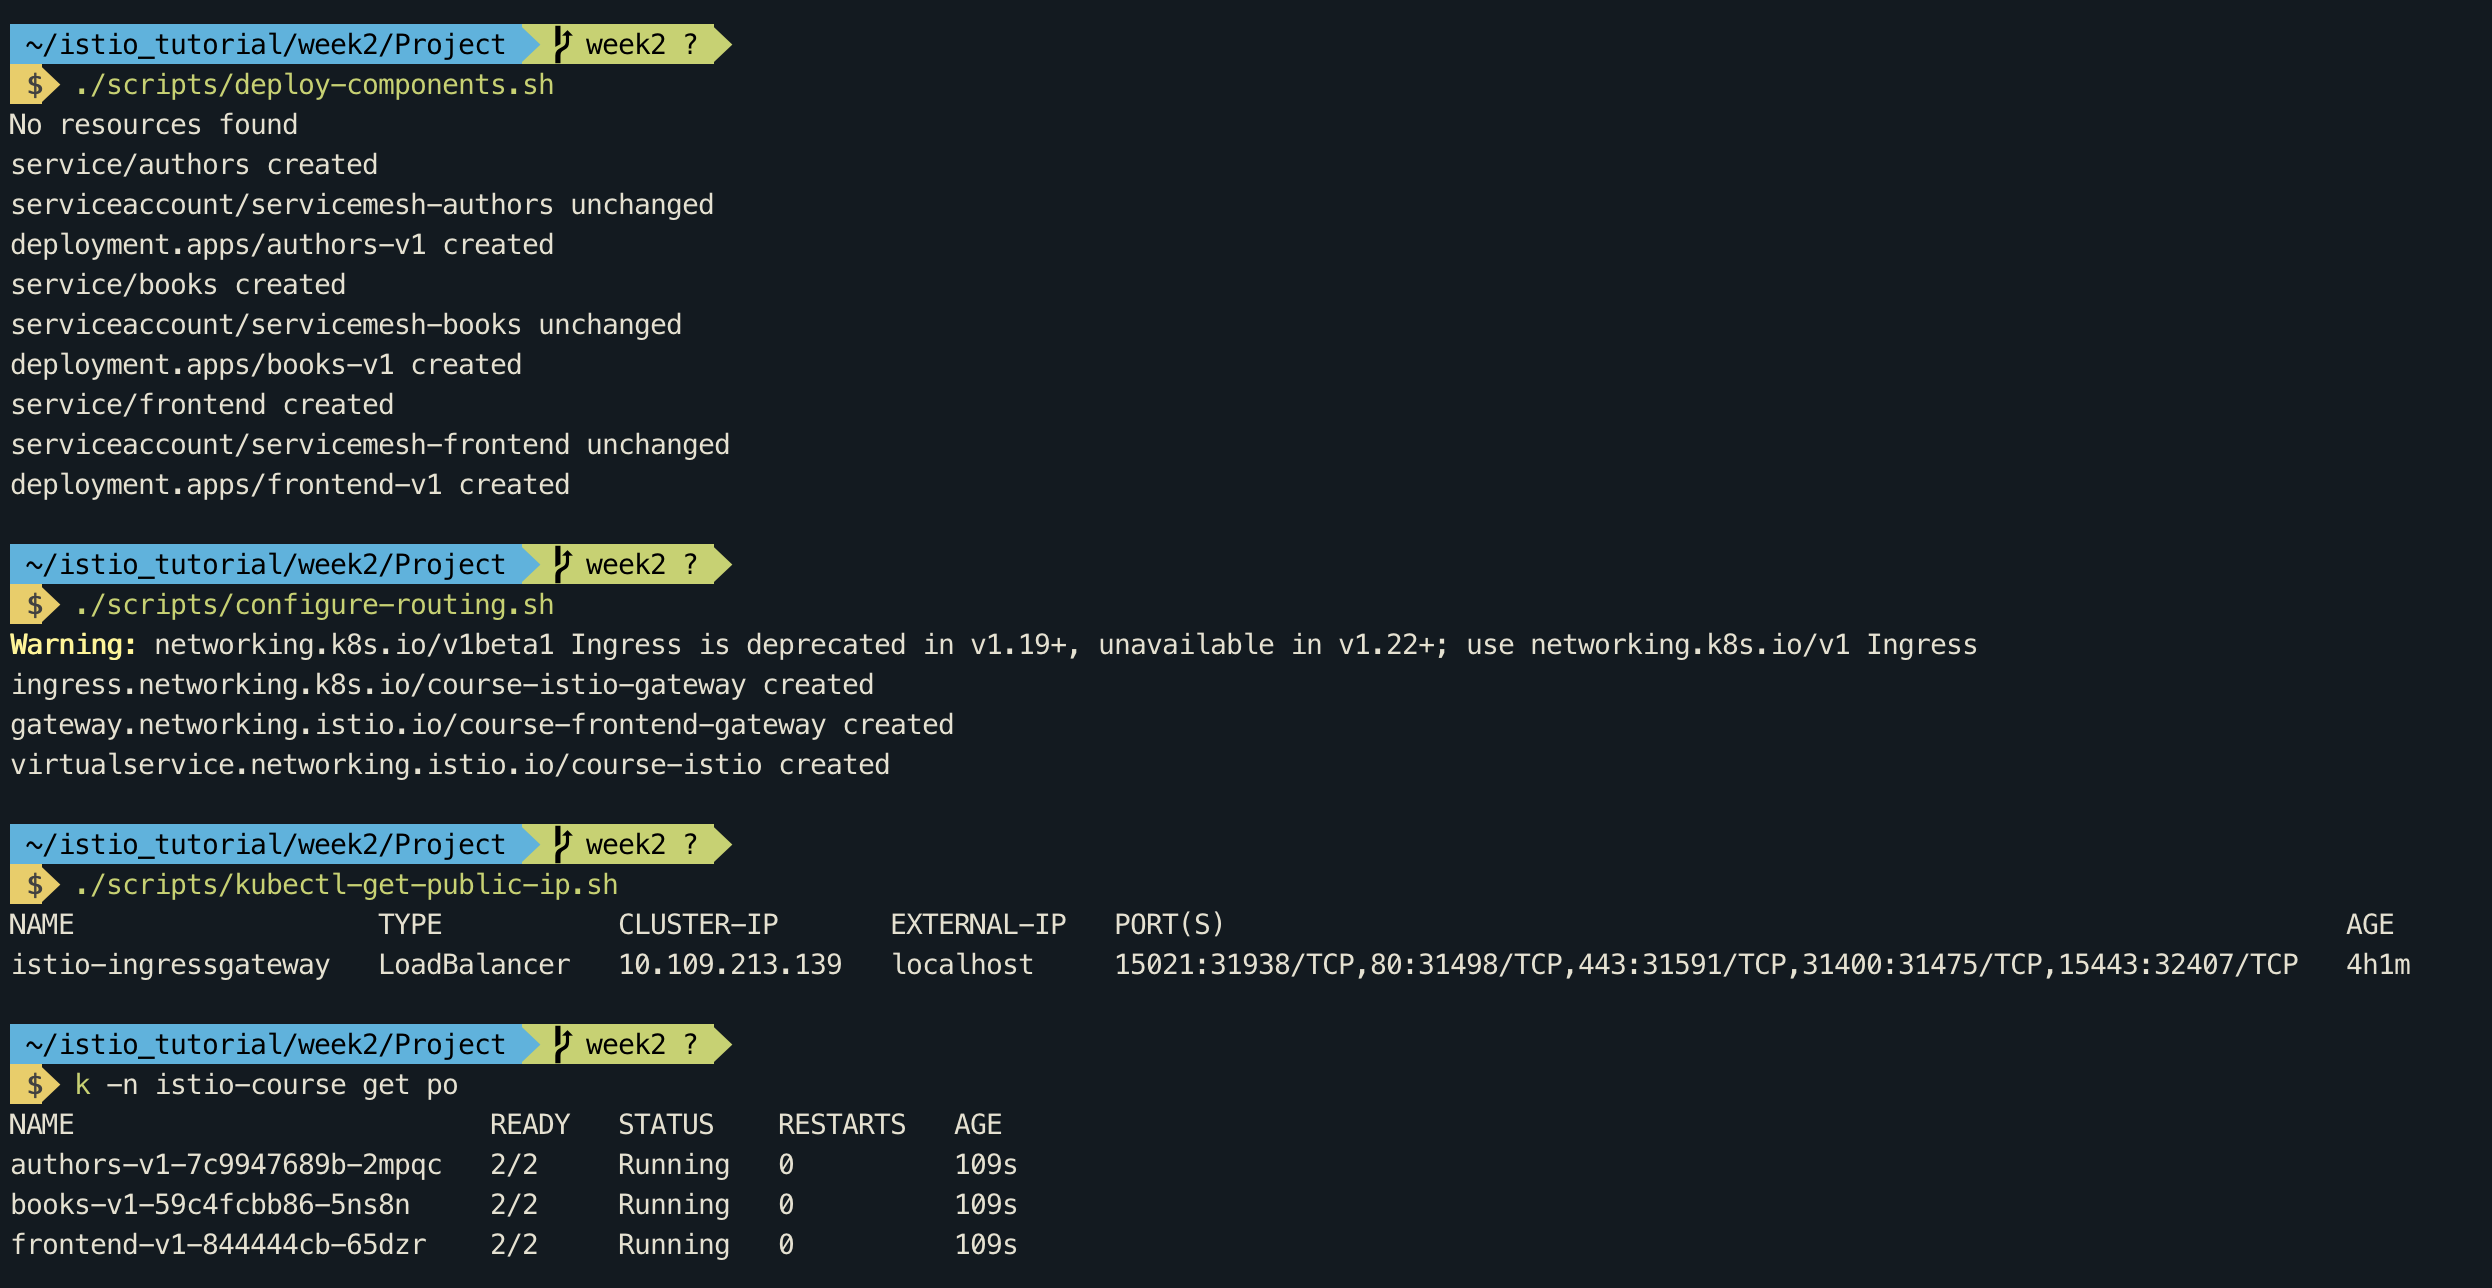 ~/istio_tutorial/week2/Project week2 ?
$ ./scripts/deploy-components.sh
No resources found
service/authors created
serviceaccount/servicemesh-authors unchanged
deployment.apps/authors-v1 created
service/books created
serviceaccount/servicemesh-books unchanged
deployment.apps/books-v1 created
service/frontend created
serviceaccount/servicemesh-frontend unchanged
deployment.apps/frontend-v1 created
~/istio_tutorial/week2/Project week2 ?
$ ./scripts/configure-routing.sh
Warning: networking.k8s.io/v1beta1 Ingress is deprecated in v1.19+, unavailable in v1.22+; use networking.k8s.io/v1 Ingress
ingress.networking.k8s.io/course-istio-gateway created
gateway.networking.istio.io/course-frontend-gateway created
virtualservice.networking.istio.io/course-istio created
~/istio_tutorial/week2/Project week2 ?
$ ./scripts/kubectl-get-public-ip.sh
NAME TYPE CLUSTER-IP EXTERNAL-IP PORT(S) AGE
istio-ingressgateway LoadBalancer 10.109.213.139 localhost 15021:31938/TCP,80:31498/TCP,443:31591/TCP,31400:31475/TCP,15443:32407/TCP 4h1m
~/istio_tutorial/week2/Project week2 ?
$ k -n istio-course get po
NAME READY STATUS RESTARTS AGE
authors-v1-7c9947689b-2mpqc 2/2 Running 0 109s
books-v1-59c4fcbb86-5ns8n 2/2 Running 0 109s
frontend-v1-844444cb-65dzr 2/2 Running 0 109s